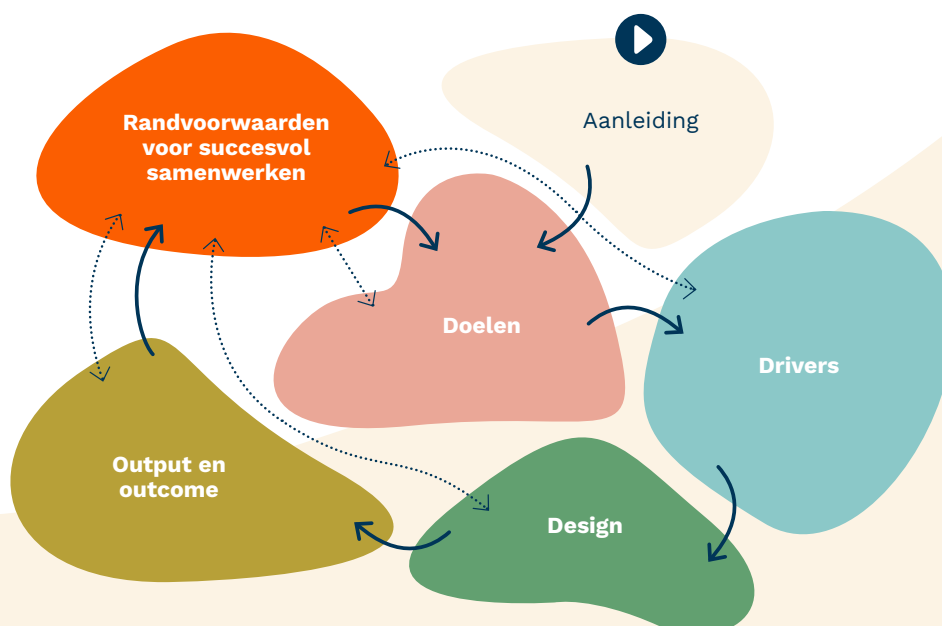 Aanleiding
Randvoorwaarden
voor succesvol
samenwerken
Doelen
Drivers
Output en
outcome
Design